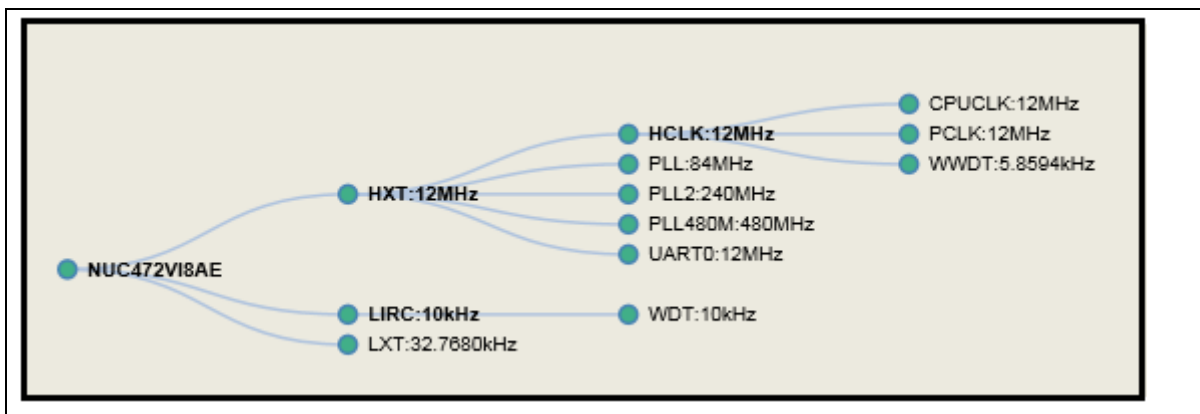 CPUCLK:12MHz
HCLK:12MHz
PCLK:12MHz
PLL:84MHz
WWDT:5.8594kHz
HXT:12MHz
PLL2:240MHz
PLL480M:480MHz
UART0:12MHz
NUC472VI8AE
LIRC:10kHz
WDT:10kHz
LXT:32.7680kHz